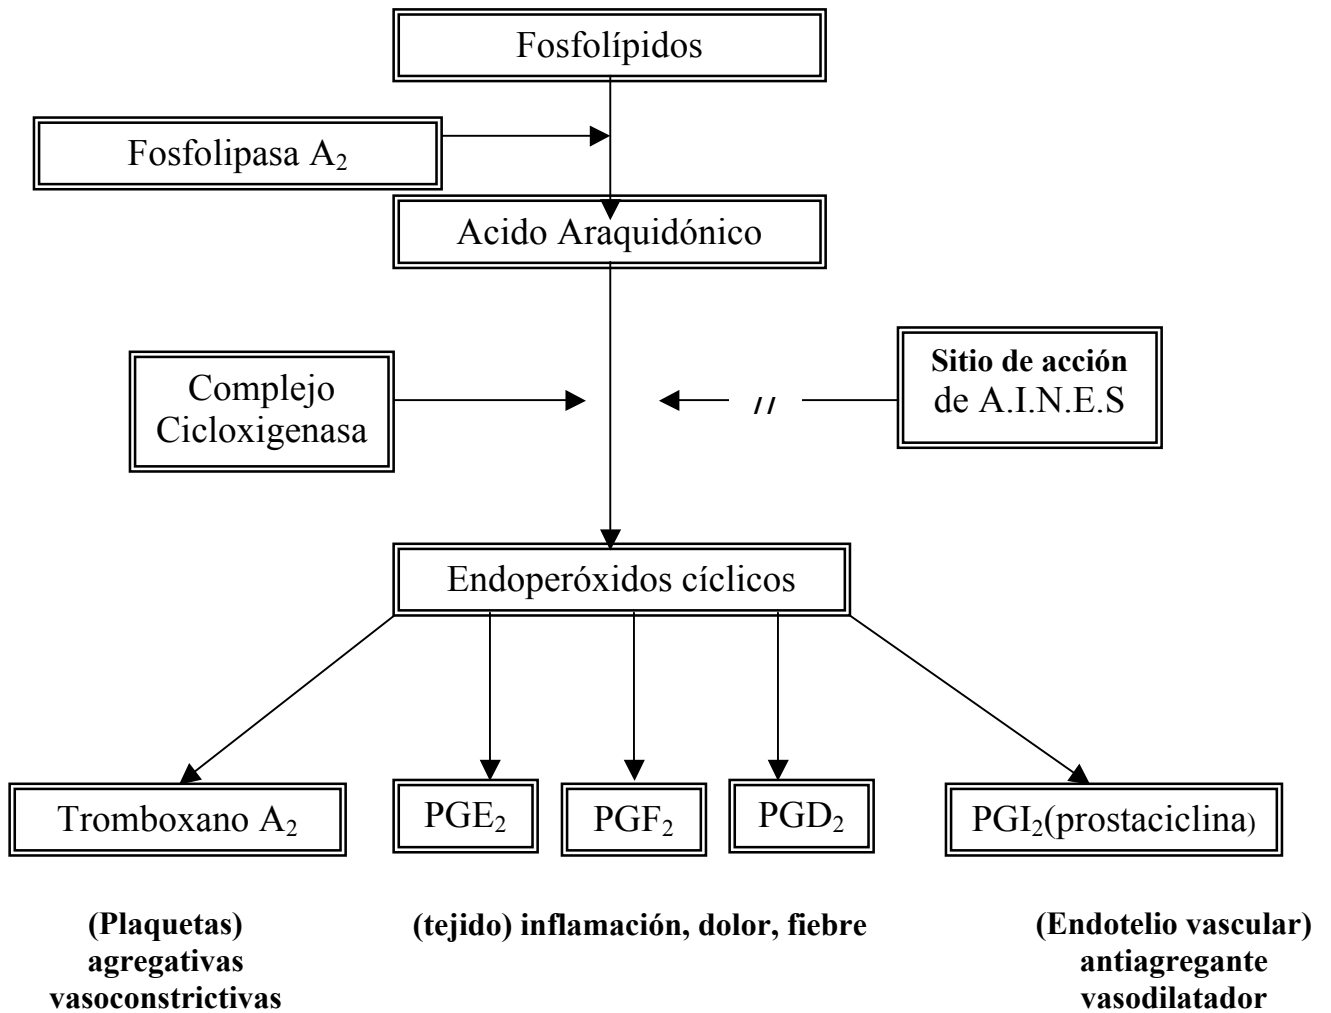 Fosfolípidos
Fosfolipasa A₂
Acido Araquidónico
Complejo
Cicloxigenasa
Sitio de acción
de A.I.N.E.S
//
Endoperóxidos cíclicos
Tromboxano A₂
PGE₂
PGF₂
PGD₂
PGI₂(prostaciclina)
(Plaquetas)
agregativas
vasoconstrictivas
(tejido) inflamación, dolor, fiebre
(Endotelio vascular)
antiagregante
vasodilatador